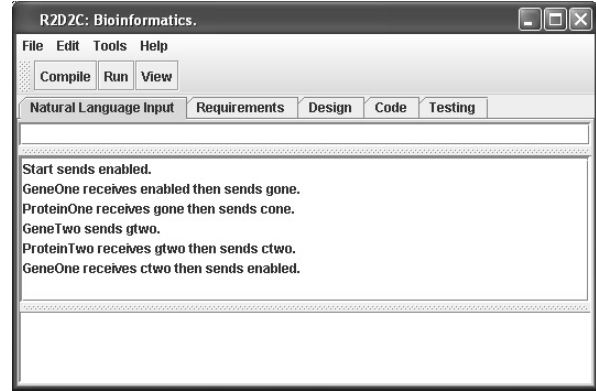 R2D2C: Bioinformatics.
File Edit Tools Help
Compile Run View
Natural Language Input Requirements Design Code Testing
Start sends enabled.
GeneOne receives enabled then sends gone.
ProteinOne receives gone then sends cone.
GeneTwo sends gtwo.
ProteinTwo receives gtwo then sends ctwo.
GeneOne receives ctwo then sends enabled.